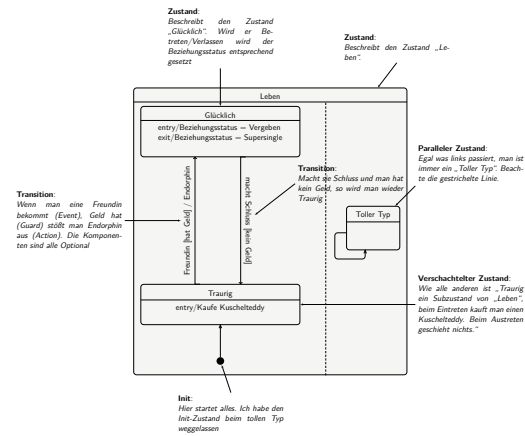 Zustand:
Beschreibt den Zustand
„Glücklich". Wird er Be-
treten/Verlassen wird der
Beziehungsstatus entsprechend
gesetzt
Zustand:
Beschreibt den Zustand „Le-
ben".
Leben
Glücklich
entry/Beziehungsstatus = Vergeben
exit/Beziehungsstatus = Supersingle
Paralleler Zustand:
Egal was links passiert, man ist
immer ein „Toller Typ". Beach-
te die gestrichelte Linie.
Transition:
Macht sie Schluss und man hat
kein Geld, so wird man wieder
Traurig
Transition:
Wenn man eine Freundin
bekommt (Event), Geld hat
(Guard) stößt man Endorphin
aus (Action). Die Komponen-
ten sind alle Optional
Freundin [hat Geld] / Endorphin
macht Schluss [kein Geld]
Toller Typ
Traurig
entry/Kaufe Kuschelteddy
Verschachtelter Zustand:
Wie alle anderen ist „Traurig
ein Subzustand von „Leben",
beim Eintreten kauft man einen
Kuschelteddy. Beim Austreten
geschieht nichts."
Init:
Hier startet alles. Ich habe den
Init-Zustand beim tollen Typ
weggelassen